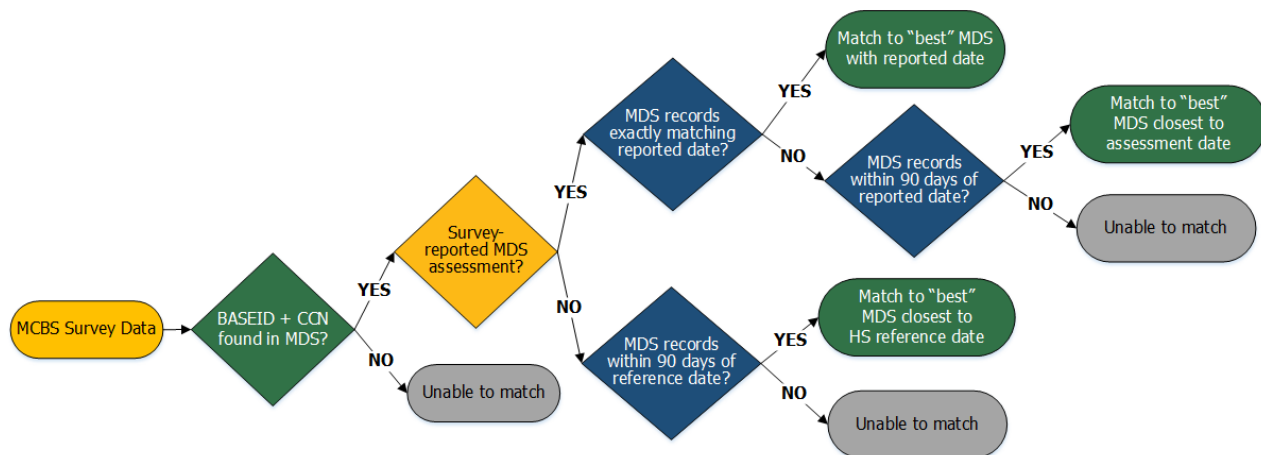 MCBS Survey Data
BASEID + CCN
found in MDS?
YES
NO
Unable to match
Survey-
reported MDS
assessment?
YES
NO
MDS records
exactly matching
reported date?
YES
Match to “best” MDS
with reported date
NO
MDS records
within 90 days of
reported date?
YES
Match to “best”
MDS closest to
assessment date
NO
Unable to match
MDS records
within 90 days of
reference date?
YES
Match to “best”
MDS closest to
HS reference date
NO
Unable to match